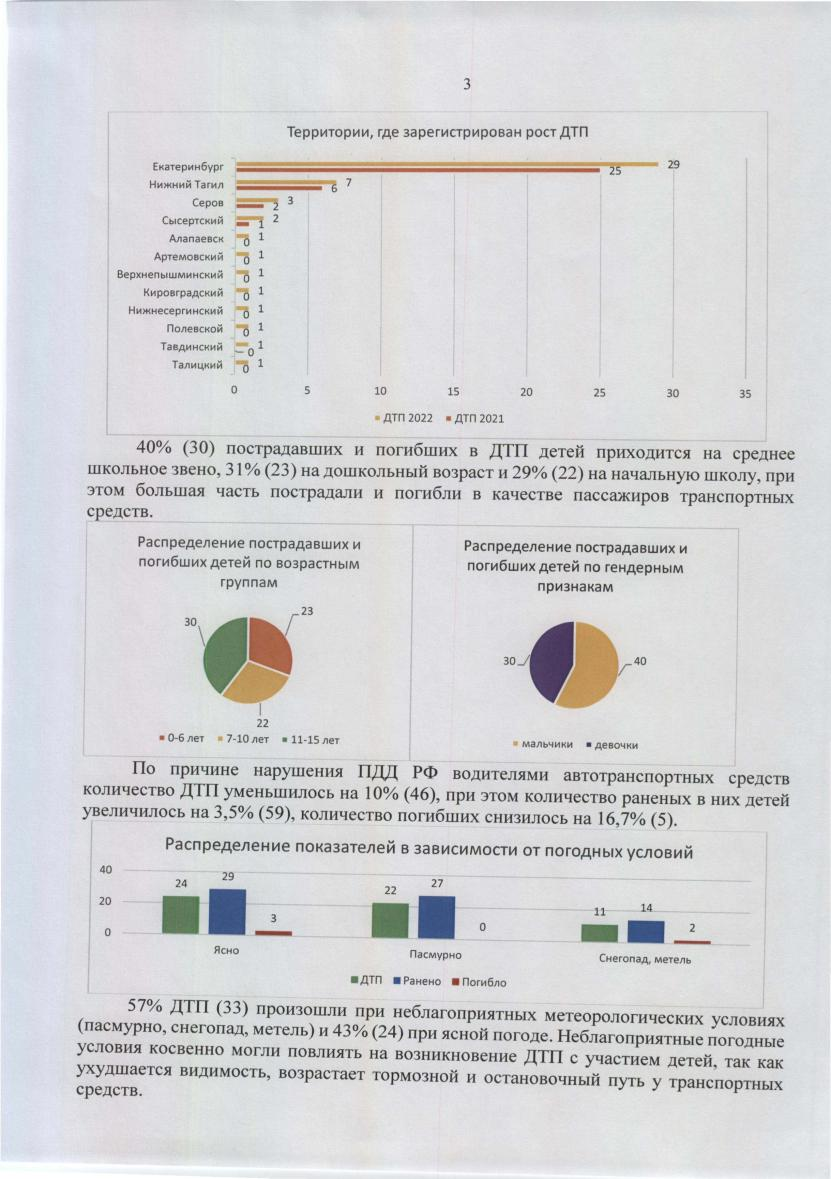 3
Территории, где зарегистрирован рост ДТП
Екатеринбург 29
25
Нижний Тагил 7
6
Серов 3
2
Сысертский 2
1
Алапаевск 1
0
Артемовский 1
0
Верхнепышминский 1
0
Кировградский 1
0
Нижнесергинский 1
0
Полевской 1
0
Тавдинский 1
0
Талицкий 1
0
0 5 10 15 20 25 30 35
ДТП 2022 ДТП 2021
40% (30) пострадавших и погибших в ДТП детей приходится на среднее
школьное звено, 31% (23) на дошкольный возраст и 29% (22) на начальную школу, при
этом большая часть пострадали и погибли в качестве пассажиров транспортных
средств.
Распределение пострадавших и
погибших детей по возрастным
группам
30
23
22
0-6 лет 7-10 лет 11-15 лет
Распределение пострадавших и
погибших детей по гендерным
признакам
30
40
мальчики девочки
По причине нарушения ПДД РФ водителями автотранспортных средств
количество ДТП уменьшилось на 10% (46), при этом количество раненых в них детей
увеличилось на 3,5% (59), количество погибших снизилось на 16,7% (5).
Распределение показателей в зависимости от погодных условий
40
20
0
24 29 3
22 27 0
11 14 2
Ясно Пасмурно Снегопад, метель
ДТП Ранено Погибло
57% ДТП (33) произошли при неблагоприятных метеорологических условиях
(пасмурно, снегопад, метель) и 43% (24) при ясной погоде. Неблагоприятные погодные
условия косвенно могли повлиять на возникновение ДТП с участием детей, так как
ухудшается видимость, возрастает тормозной и остановочный путь у транспортных
средств.